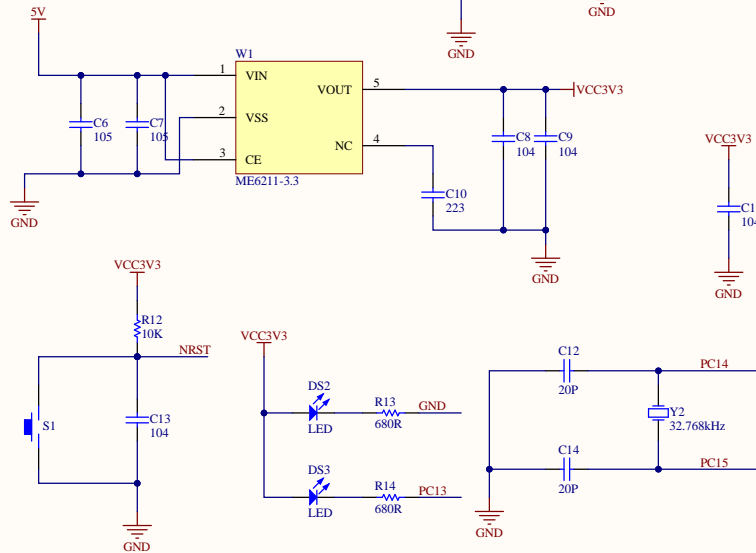 5V
GND
GND
W1
1
VIN
VOUT
5
VCC3V3
2
VSS
C6
105
C7
105
NC
4
C8
104
C9
104
3
CE
ME6211-3.3
C10
223
GND
GND
VCC3V3
GND
VCC3V3
R12
10K
NRST
S1
C13
104
GND
VCC3V3
DS2
LED
R13
680R
GND
DS3
LED
R14
680R
PC13
C12
20P
PC14
Y2
32.768kHz
C14
20P
PC15
GND